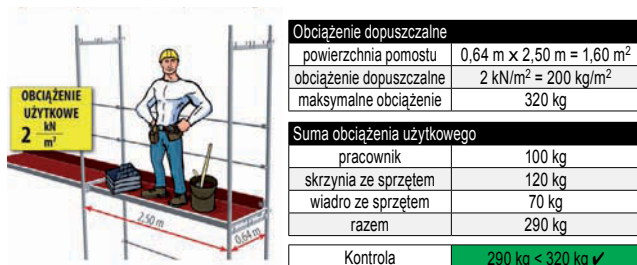 OBCIĄŻENIE
UŻYTKOWE
2 kN/m²
2,50 m
0,64 m
Obciążenie dopuszczalne
powierzchnia pomostu 0,64 m x 2,50 m = 1,60 m²
obciążenie dopuszczalne 2 kN/m² = 200 kg/m²
maksymalne obciążenie 320 kg
Suma obciążenia użytkowego
pracownik 100 kg
skrzynia ze sprzętem 120 kg
wiadro ze sprzętem 70 kg
razem 290 kg
Kontrola 290 kg < 320 kg ✔